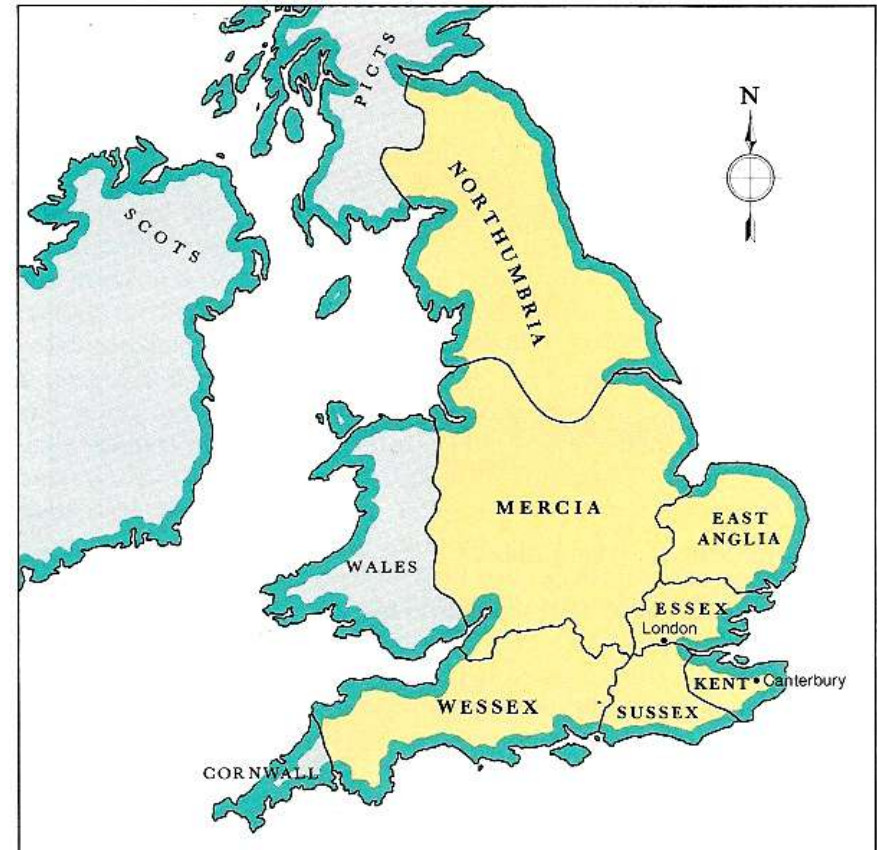 PICTS
N
NORTHUMBRIA
SCOTS
MERCIA
EAST
ANGLIA
WALES
ESSEX
London
KENT
Canterbury
WESSEX
SUSSEX
CORNWALL